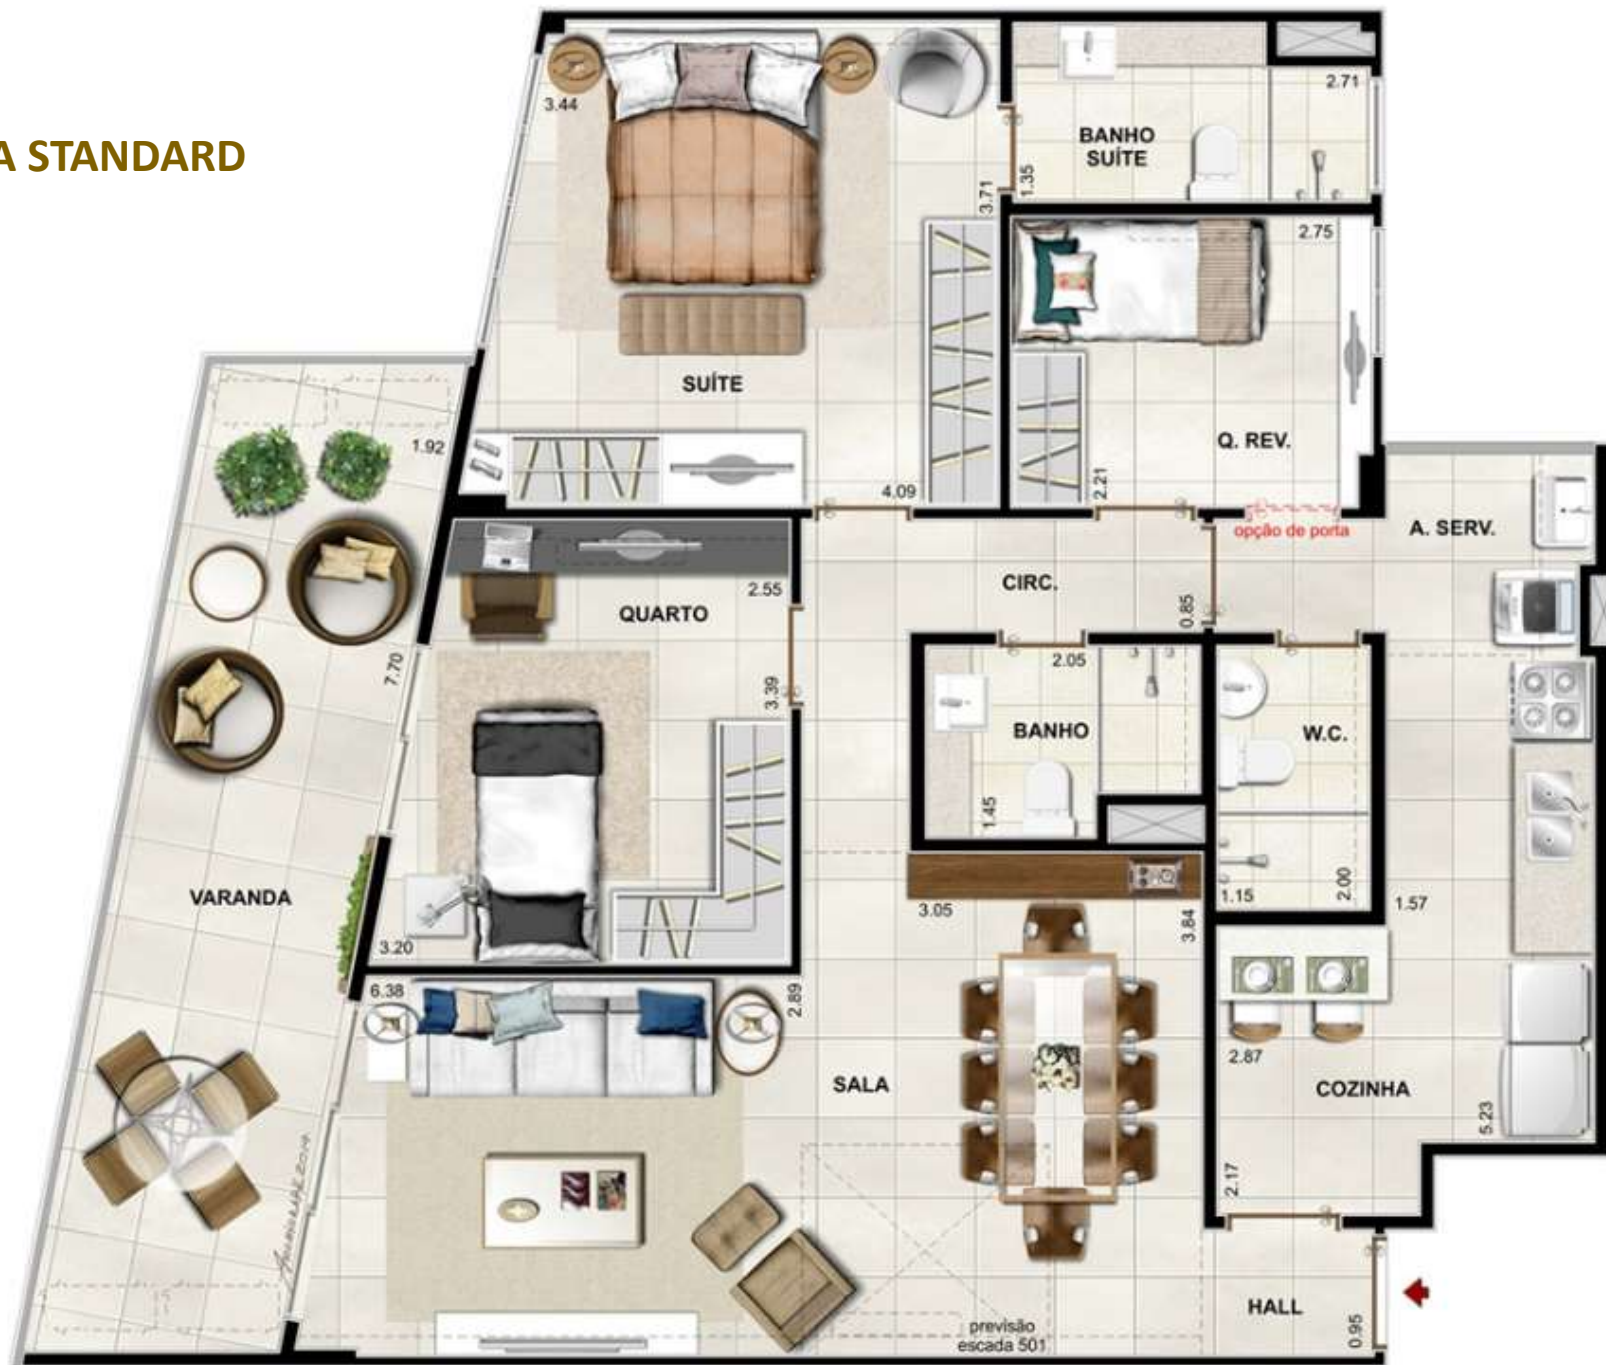 A STANDARD
3.44
2.71
BANHO
SUÍTE
1.35
3.71
2.75
SUÍTE
Q. REV.
1.92
4.09
2.21
opção de porta
A. SERV.
CIRC.
2.55
QUARTO
0.85
2.05
7.70
3.39
BANHO
W.C.
1.45
VARANDA
1.15
2.00
3.05
3.84
1.57
3.20
6.38
2.89
2.87
SALA
COZINHA
5.23
2.17
HALL
0.95
previsão
escada 501